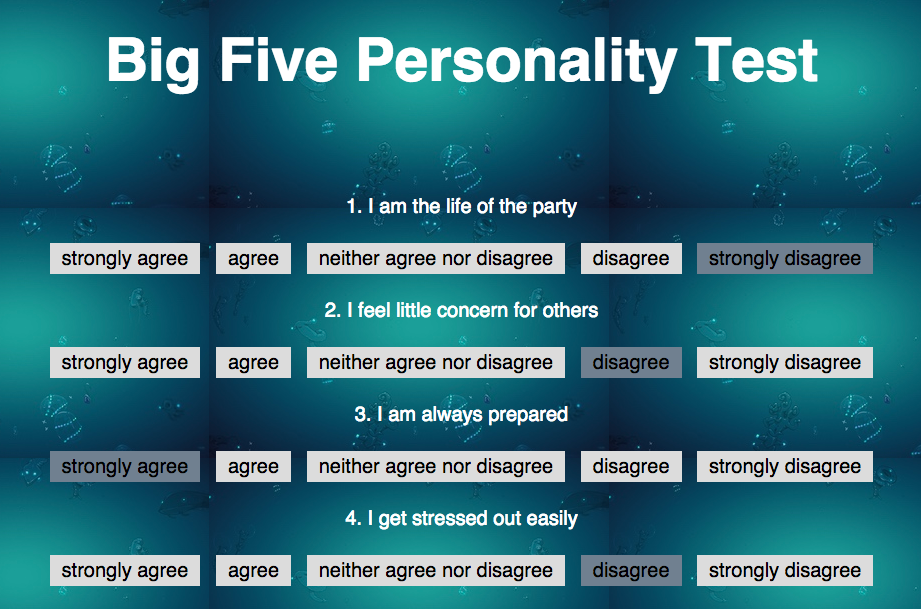 Big Five Personality Test
1. I am the life of the party
strongly agree agree neither agree nor disagree disagree strongly disagree
2. I feel little concern for others
strongly agree agree neither agree nor disagree disagree strongly disagree
3. I am always prepared
strongly agree agree neither agree nor disagree disagree strongly disagree
4. I get stressed out easily
strongly agree agree neither agree nor disagree disagree strongly disagree